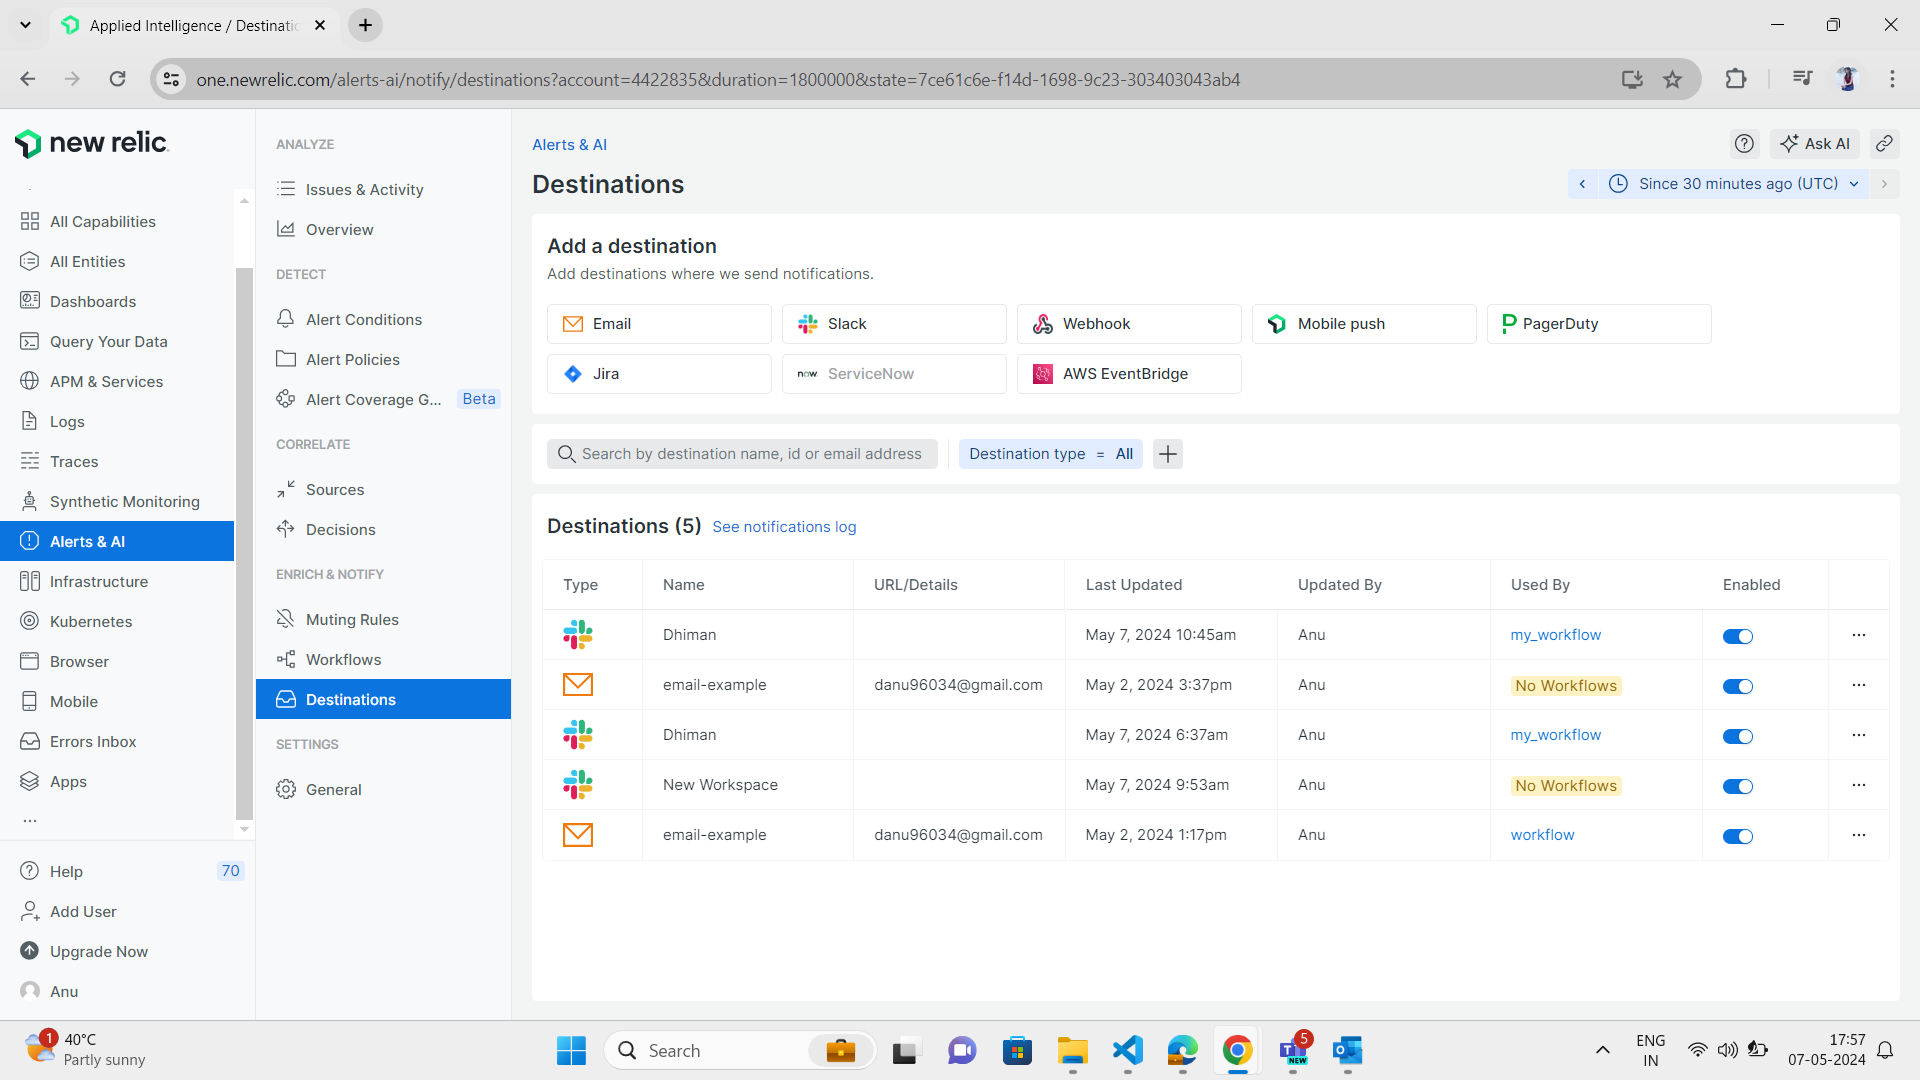 Applied Intelligence / Destinatio
one.newrelic.com/alerts-ai/notify/destinations?account=4422835&duration=1800000&state=7ce61c6e-f14d-1698-9c23-303403043ab4
new relic
All Capabilities
All Entities
Dashboards
Query Your Data
APM & Services
Logs
Traces
Synthetic Monitoring
Alerts & AI
Infrastructure
Kubernetes
Browser
Mobile
Errors Inbox
Apps
...
Help 70
Add User
Upgrade Now
Anu
ANALYZE
Issues & Activity
Overview
DETECT
Alert Conditions
Alert Policies
Alert Coverage G... Beta
CORRELATE
Sources
Decisions
ENRICH & NOTIFY
Muting Rules
Workflows
Destinations
SETTINGS
General
Alerts & AI
Ask AI
Destinations
Since 30 minutes ago (UTC)
Add a destination
Add destinations where we send notifications.
Email Slack Webhook Mobile push PagerDuty
Jira now. ServiceNow AWS EventBridge
Search by destination name, id or email address Destination type = All
Destinations (5) See notifications log
Type Name URL/Details Last Updated Updated By Used By Enabled
Dhiman May 7, 2024 10:45am Anu my_workflow ...
email-example danu96034@gmail.com May 2, 2024 3:37pm Anu No Workflows ...
Dhiman May 7, 2024 6:37am Anu my_workflow ...
New Workspace May 7, 2024 9:53am Anu No Workflows ...
email-example danu96034@gmail.com May 2, 2024 1:17pm Anu workflow ...
1
40°C
Partly sunny
Search
5
NEW
ENG
IN
17:57
07-05-2024